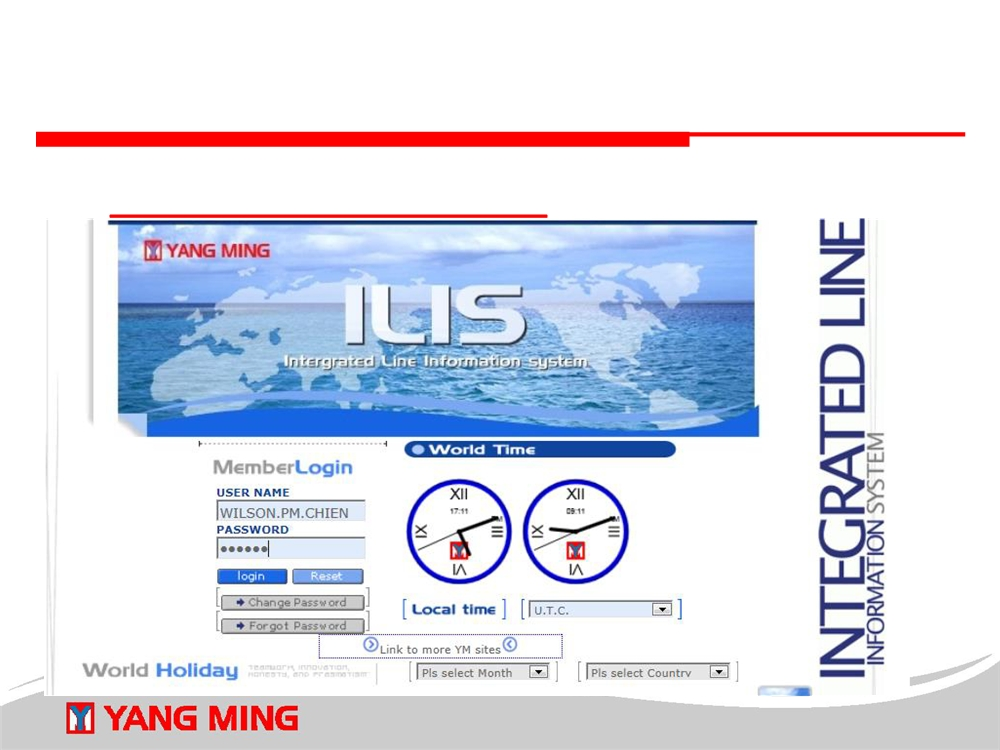 YANG MING
ILIS
Intergrated Line Information system
World Time
MemberLogin
USER NAME
WILSON.PM.CHIEN
PASSWORD
••••••
login Reset
Change Password
Forgot Password
XII
17:11
III
VI
IX
XII
09:11
III
VI
IX
[ Local time ] [ U.T.C. ]
Link to more YM sites
World Holiday
Teamwork, Innovation,
Honesty, and Pragmatism
[ Pls select Month ] [ Pls select Country ]
INTEGRATED LINE
INFORMATION SYSTEM
YANG MING